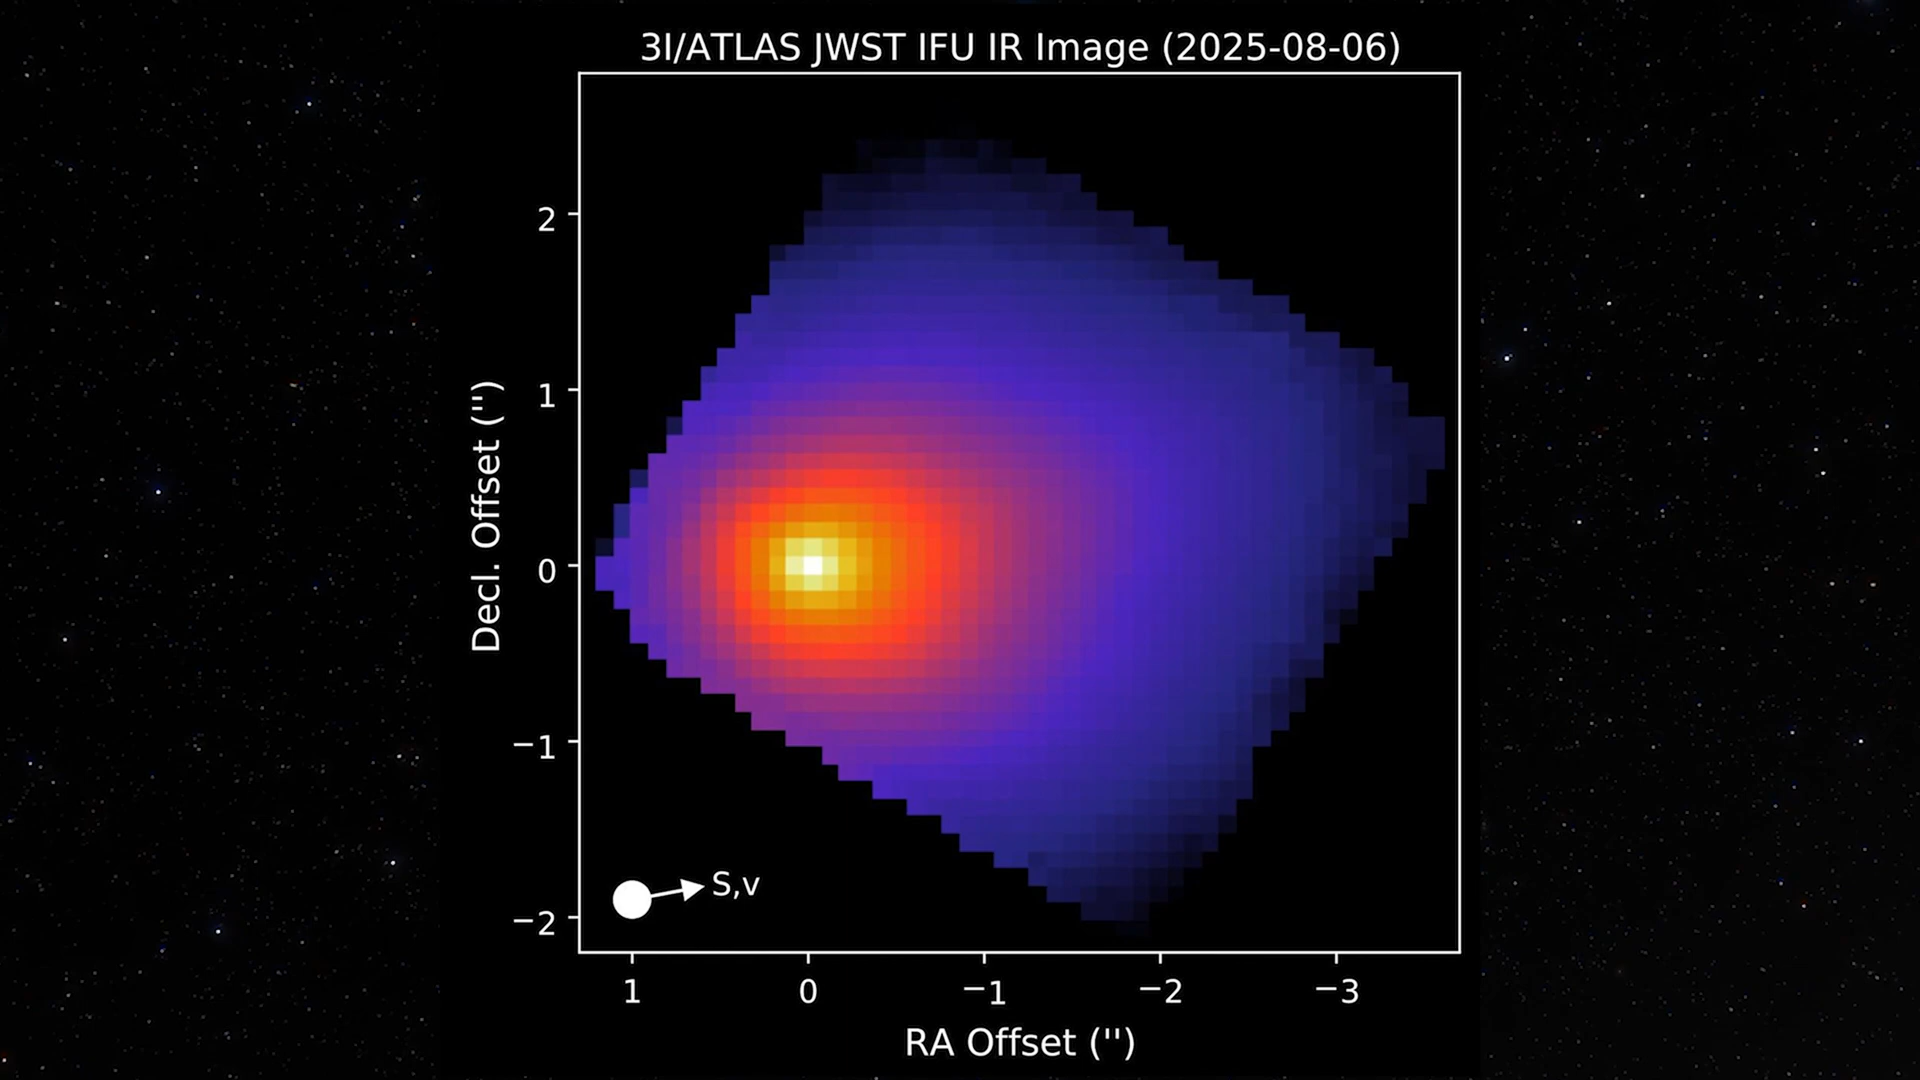 3I/ATLAS JWST IFU IR Image (2025-08-06)
Decl. Offset ('')
2
1
0
−1
−2
S,v
1
0
−1
−2
−3
RA Offset ('')